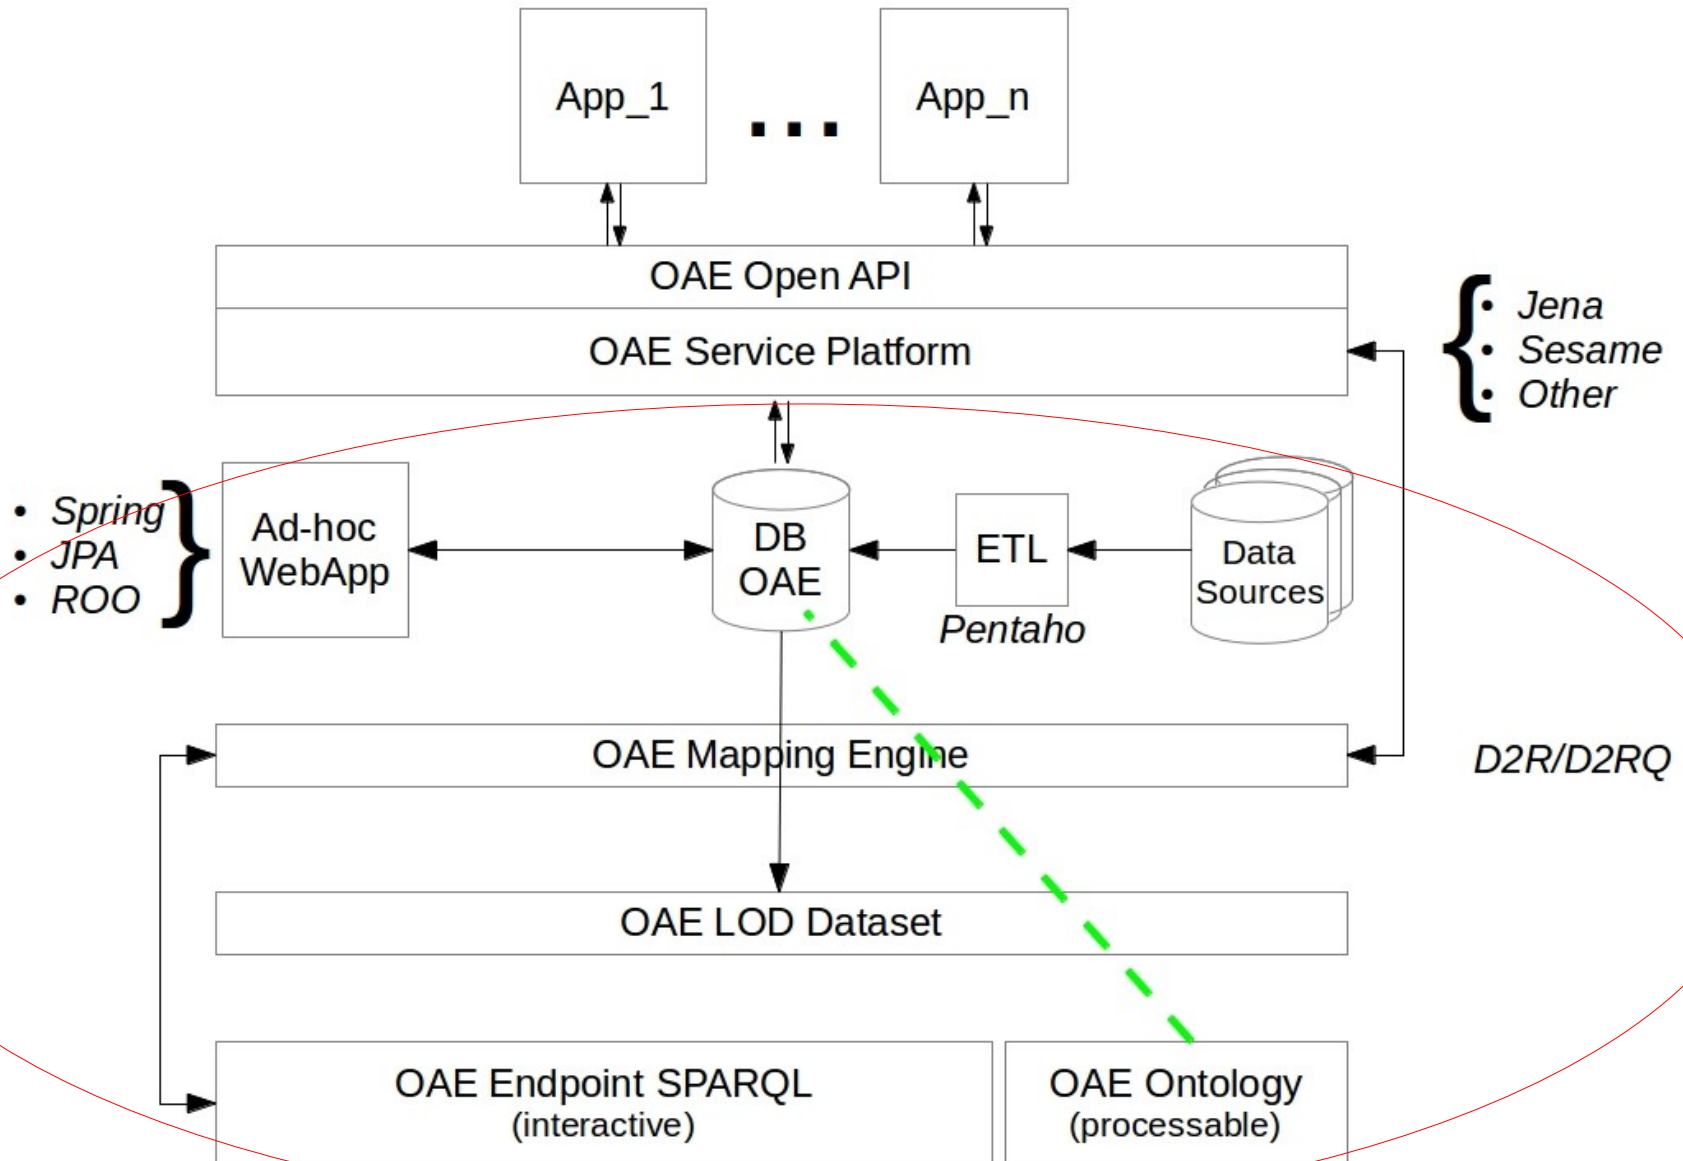 App_1
...
App_n
OAE Open API
OAE Service Platform
{
• Jena
• Sesame
• Other
• Spring
• JPA
• ROO
}
Ad-hoc
WebApp
DB
OAE
ETL
Pentaho
Data
Sources
OAE Mapping Engine
D2R/D2RQ
OAE LOD Dataset
OAE Endpoint SPARQL
(interactive)
OAE Ontology
(processable)